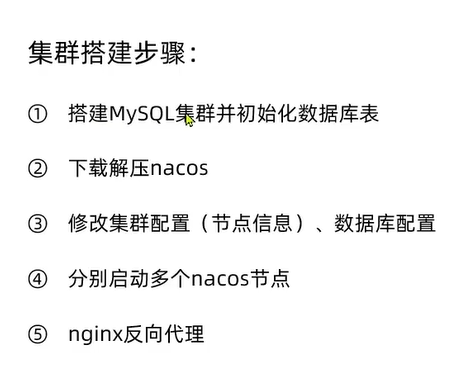 集群搭建步骤：
① 搭建MySQL集群并初始化数据库表
② 下载解压nacos
③ 修改集群配置（节点信息）、数据库配置
④ 分别启动多个nacos节点
⑤ nginx反向代理